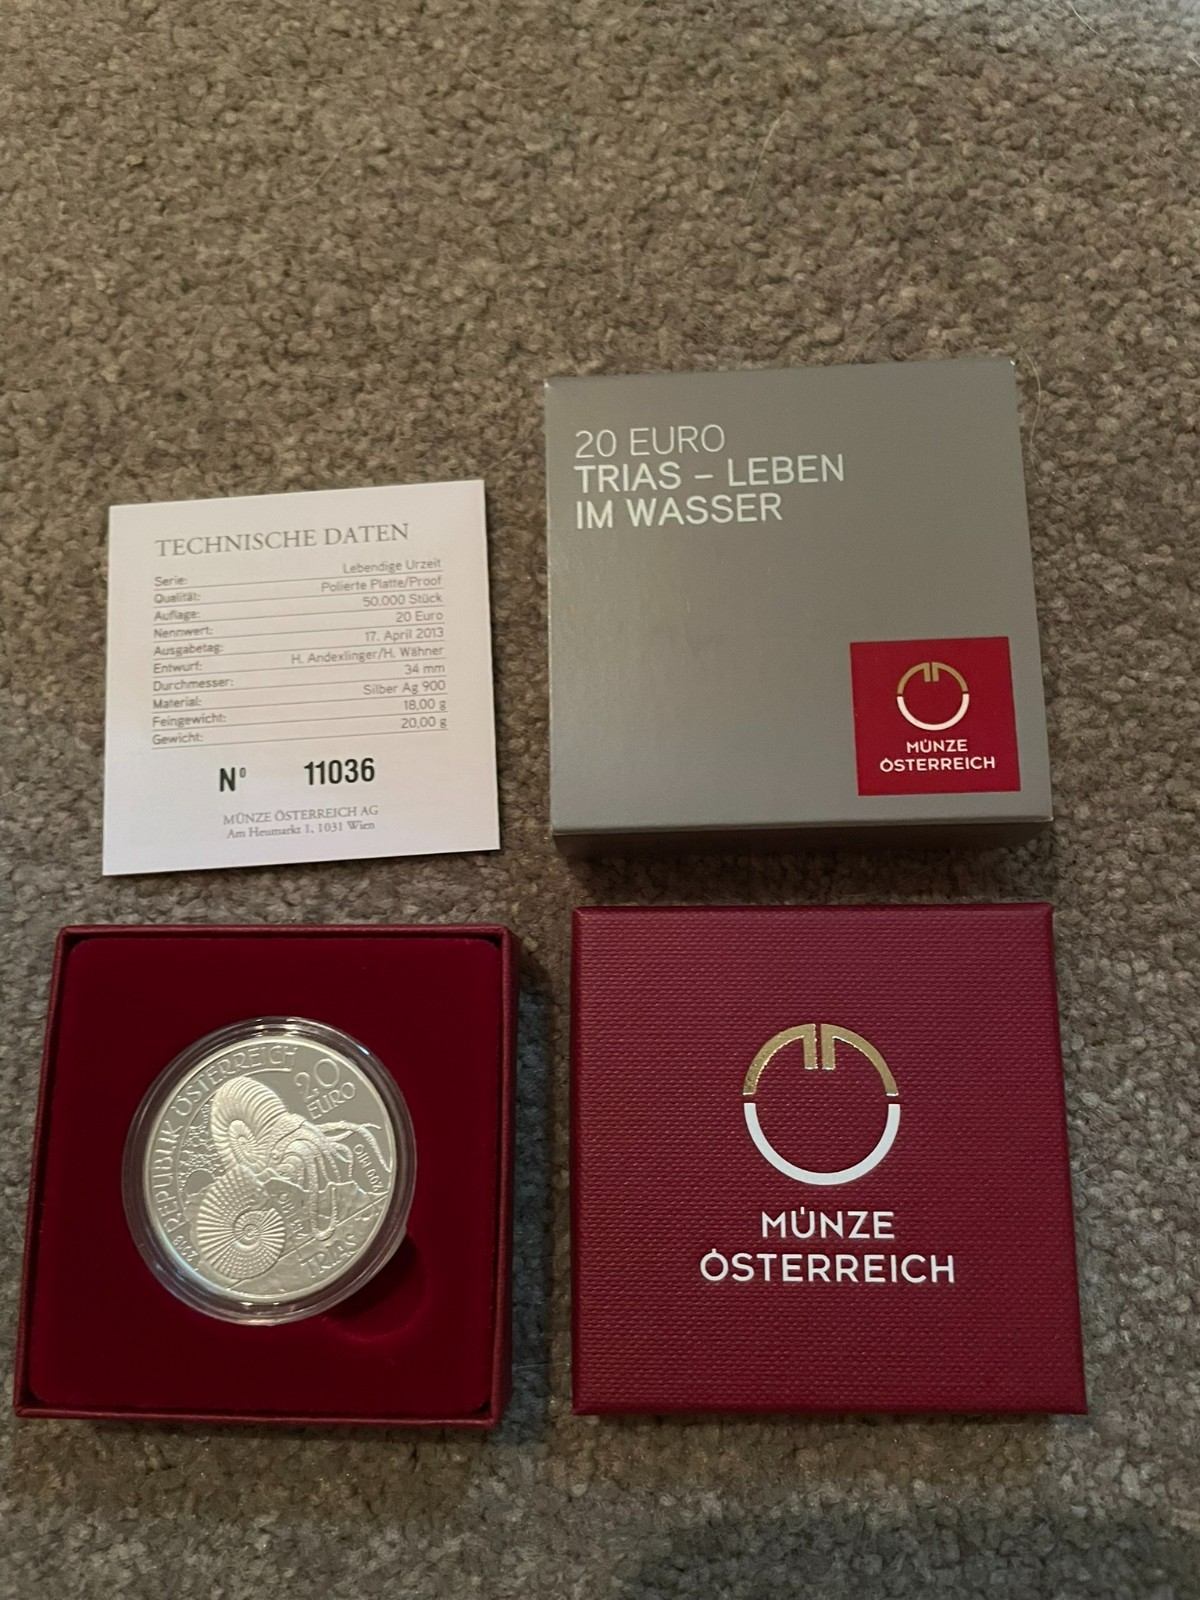 20 EURO
TRIAS – LEBEN
IM WASSER
MÜNZE
ÖSTERREICH
TECHNISCHE DATEN
Serie: Lebendige Urzeit
Qualität: Polierte Platte/Proof
Auflage: 50.000 Stück
Nennwert: 20 Euro
Ausgabetag: 17. April 2013
Entwurf: H. Andexlinger/H. Wähner
Durchmesser: 34 mm
Material: Silber Ag 900
Feingewicht: 18,00 g
Gewicht: 20,00 g
Nº 11036
MÜNZE ÖSTERREICH AG
Am Heumarkt 1, 1031 Wien
REPUBLIK ÖSTERREICH
20
EURO
TRIAS
2013
MÜNZE
ÖSTERREICH